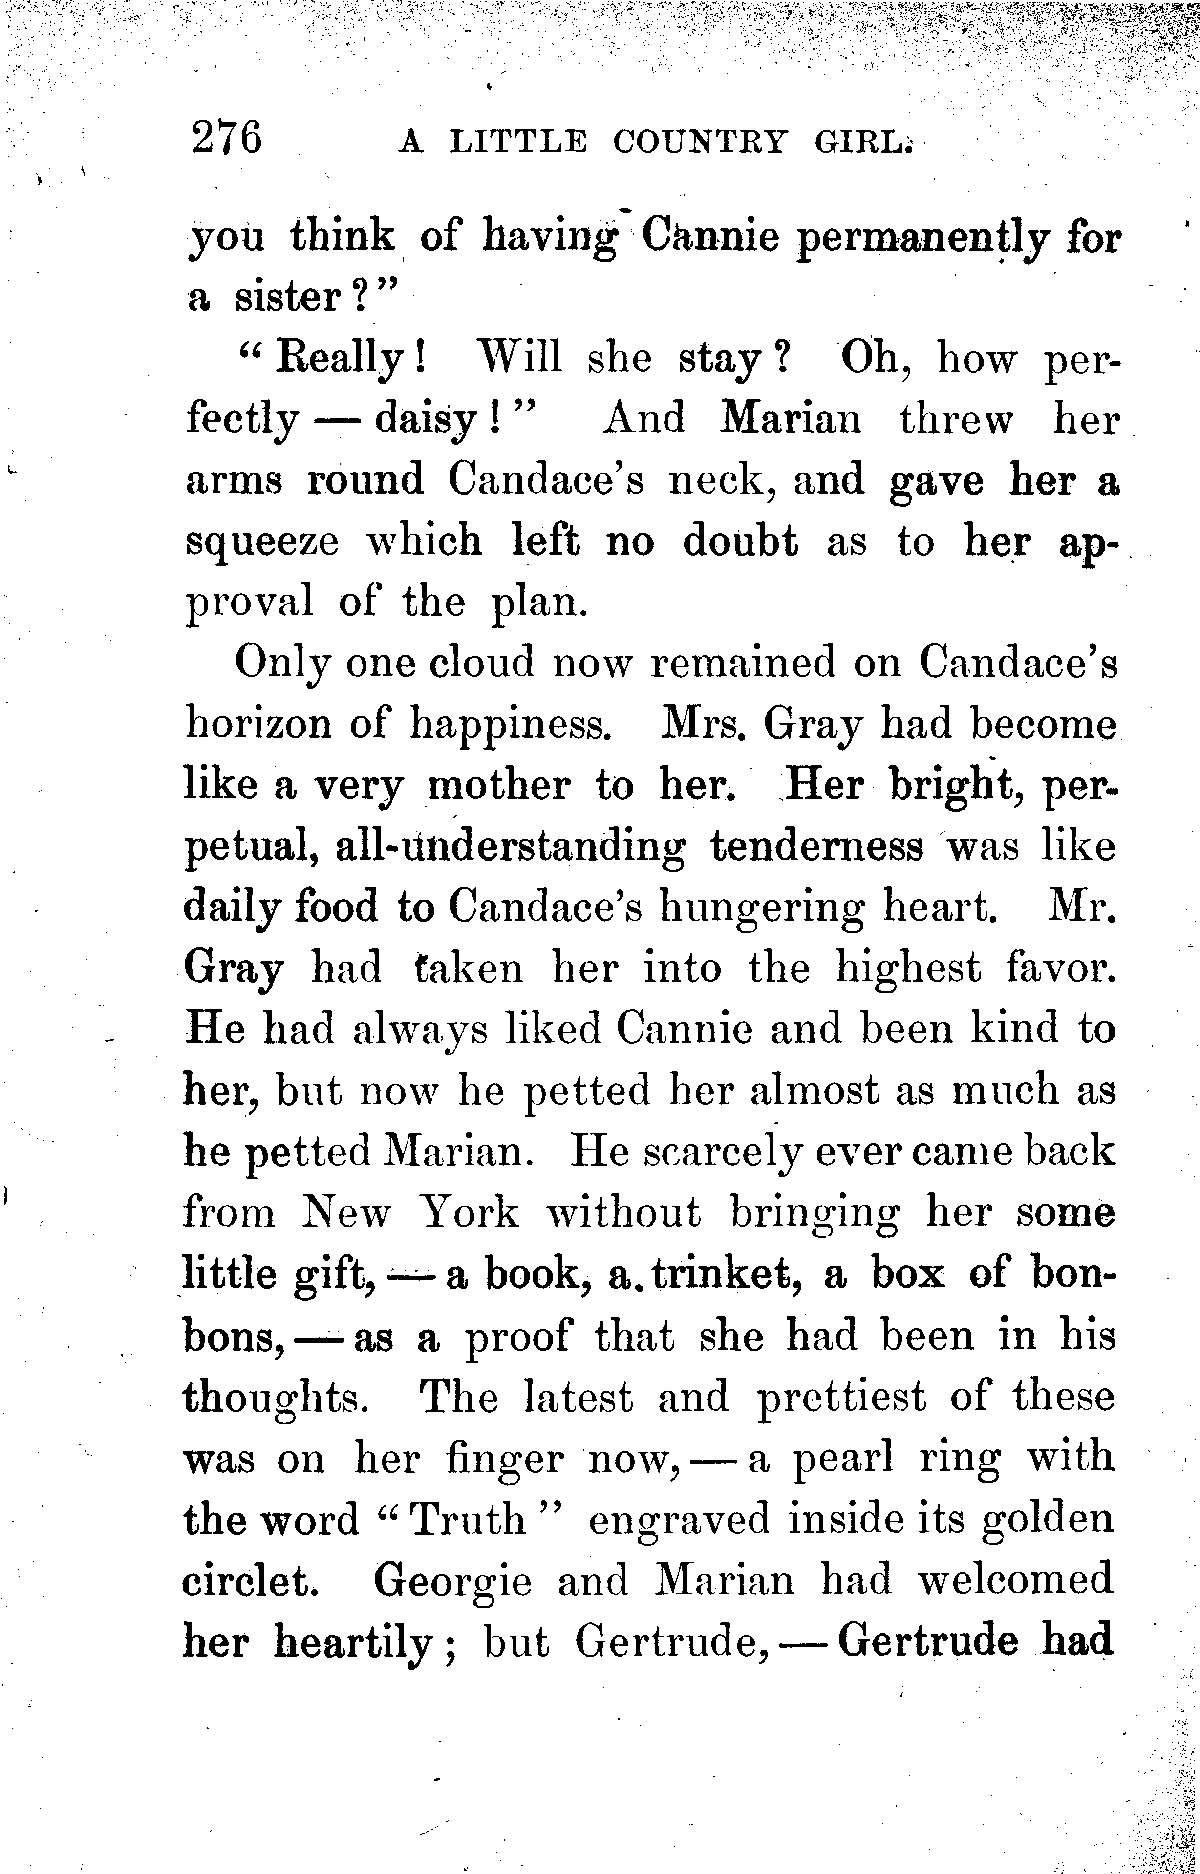 276 A LITTLE COUNTRY GIRL.
you think of having Cannie permanently for
a sister?"
"Really! Will she stay? Oh, how per-
fectly — daisy!" And Marian threw her
arms round Candace's neck, and gave her a
squeeze which left no doubt as to her ap-
proval of the plan.
Only one cloud now remained on Candace's
horizon of happiness. Mrs. Gray had become
like a very mother to her. Her bright, per-
petual, all-understanding tenderness was like
daily food to Candace's hungering heart. Mr.
Gray had taken her into the highest favor.
He had always liked Cannie and been kind to
her, but now he petted her almost as much as
he petted Marian. He scarcely ever came back
from New York without bringing her some
little gift, — a book, a trinket, a box of bon-
bons, — as a proof that she had been in his
thoughts. The latest and prettiest of these
was on her finger now, — a pearl ring with
the word "Truth" engraved inside its golden
circlet. Georgie and Marian had welcomed
her heartily; but Gertrude, — Gertrude had